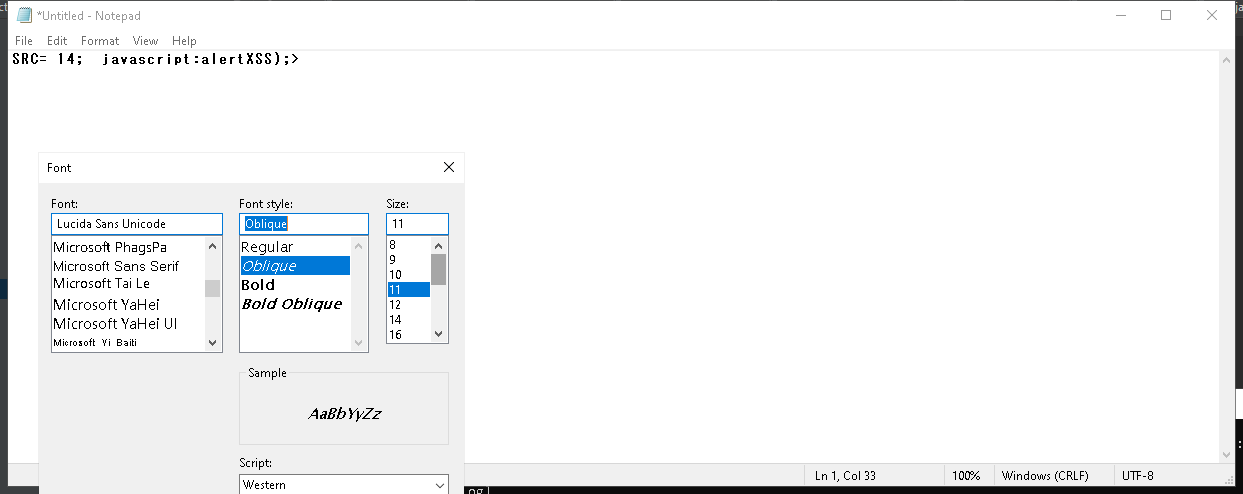 *Untitled - Notepad
File Edit Format View Help
SRC= 14;  javascript:alertXSS);>
Font
Font: Font style: Size:
Lucida Sans Unicode Oblique 11
Microsoft PhagsPa
Microsoft Sans Serif
Microsoft Tai Le
Microsoft YaHei
Microsoft YaHei UI
Microsoft Yi Baiti
Regular
Oblique
Bold
Bold Oblique
8
9
10
11
12
14
16
Sample
AaBbYyZz
Script:
Western
Ln 1, Col 33 100% Windows (CRLF) UTF-8